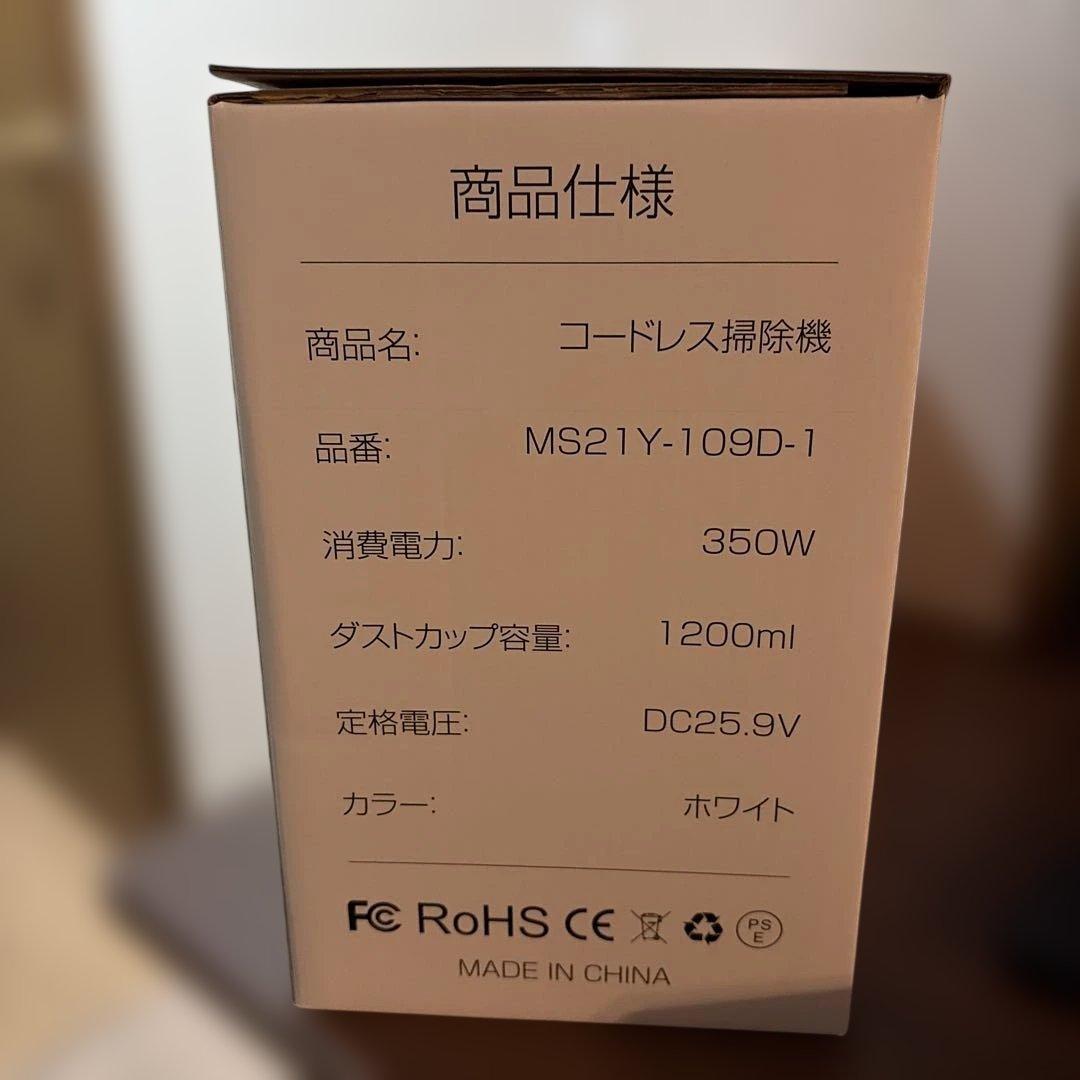 商品仕様
商品名: コードレス掃除機
品番: MS21Y-109D-1
消費電力: 350W
ダストカップ容量: 1200ml
定格電圧: DC25.9V
カラー: ホワイト
FC RoHS CE PSE
MADE IN CHINA